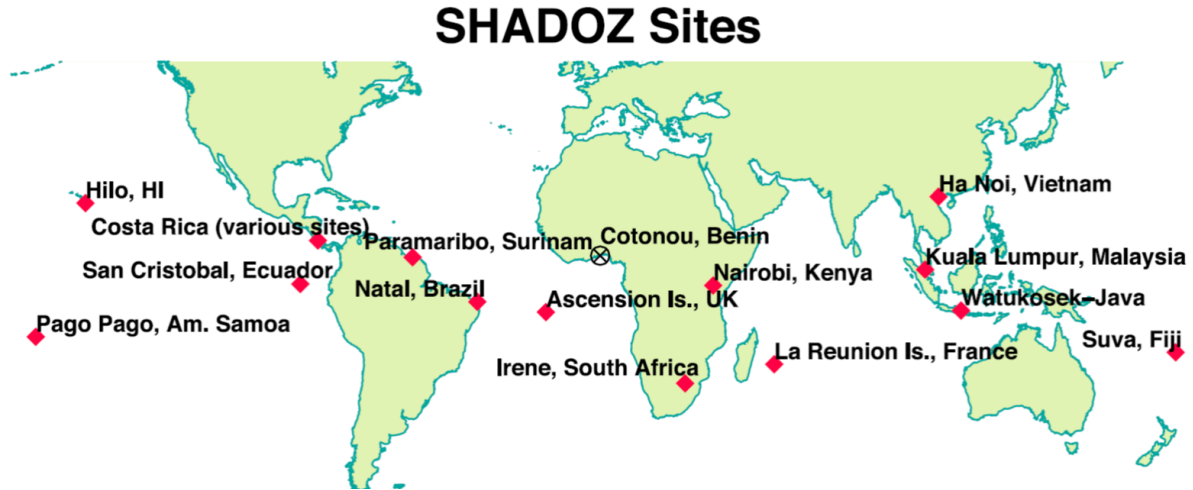 SHADOZ Sites
Hilo, HI
Ha Noi, Vietnam
Costa Rica (various sites)
Paramaribo, Surinam
Cotonou, Benin
Kuala Lumpur, Malaysia
San Cristobal, Ecuador
Nairobi, Kenya
Natal, Brazil
Ascension Is., UK
Watukosek-Java
Pago Pago, Am. Samoa
Suva, Fiji
La Reunion Is., France
Irene, South Africa